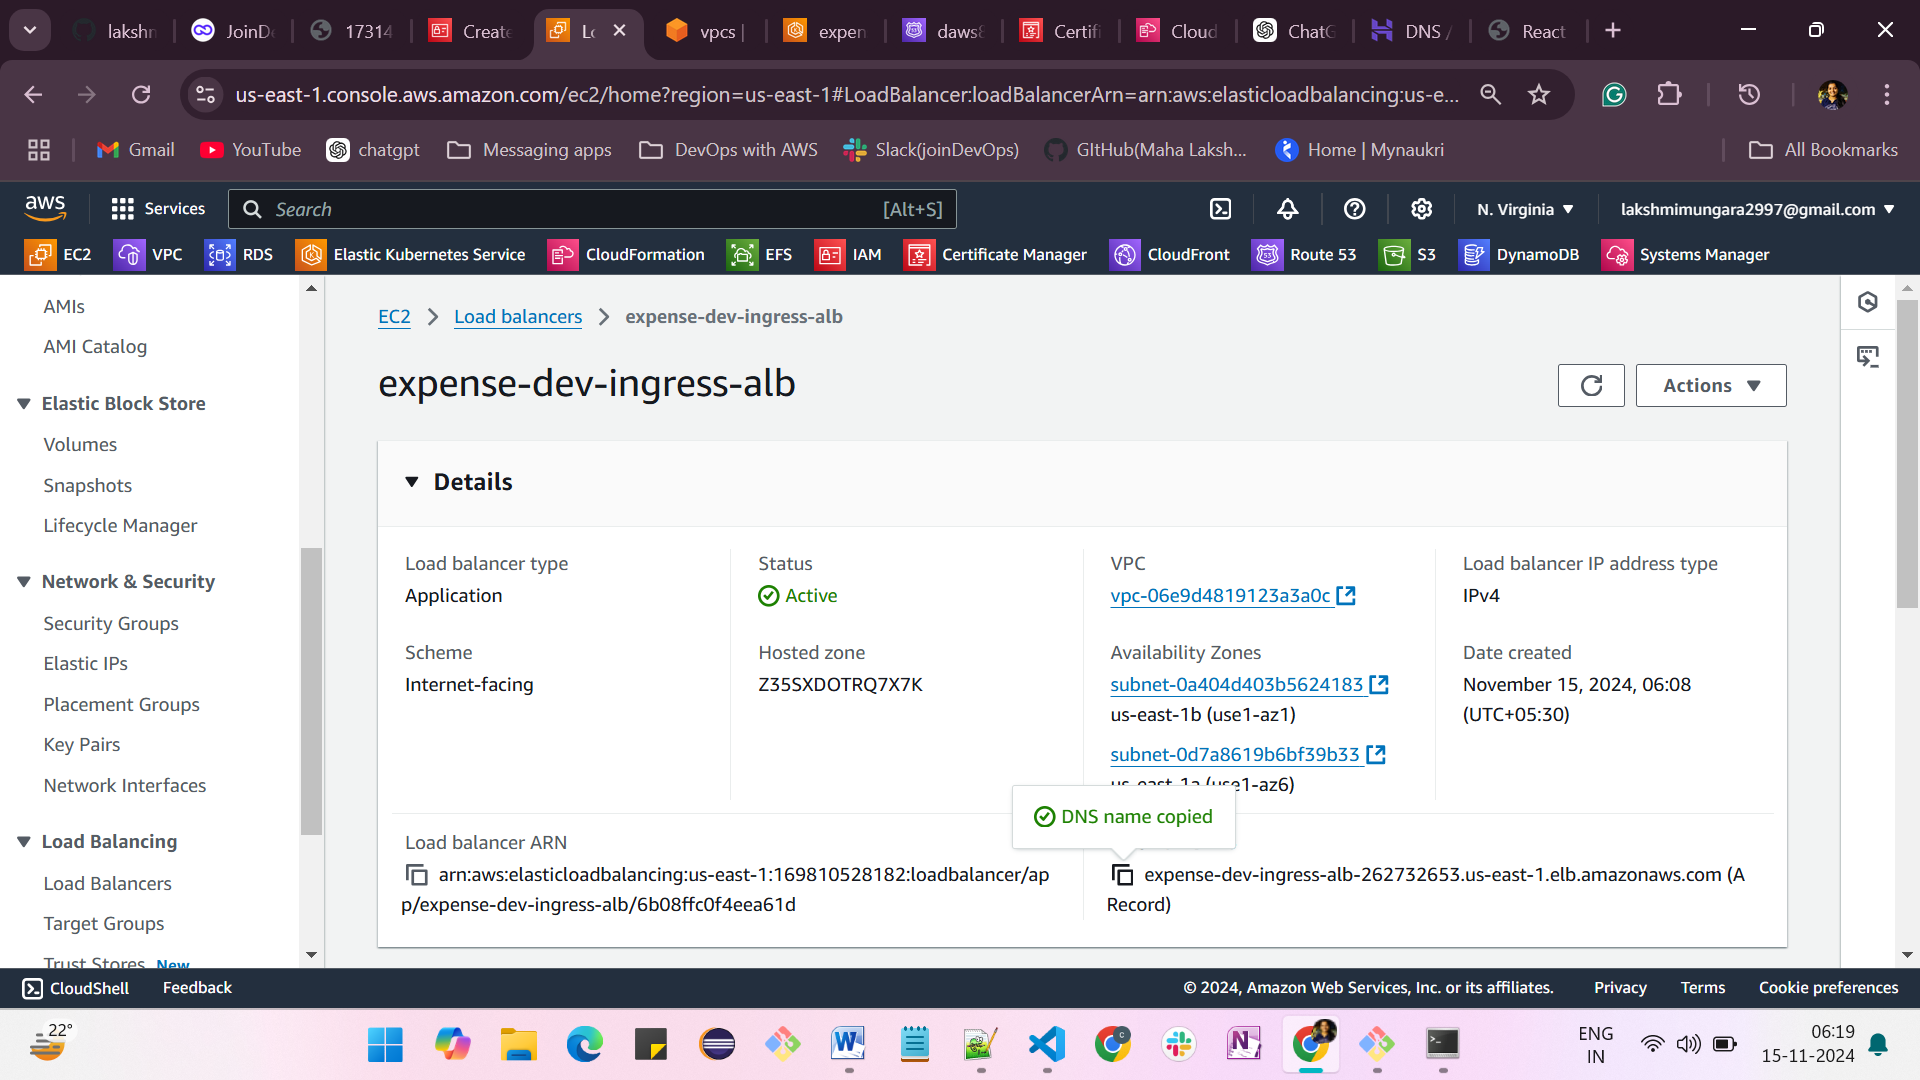 lakshm
JoinDe
17314
Create
Lo
vpcs |
expen
daws8
Certifi
Cloud
ChatG
DNS /
React
us-east-1.console.aws.amazon.com/ec2/home?region=us-east-1#LoadBalancer:loadBalancerArn=arn:aws:elasticloadbalancing:us-e...
Gmail
YouTube
chatgpt
Messaging apps
DevOps with AWS
Slack(joinDevOps)
GItHub(Maha Laksh...
Home | Mynaukri
All Bookmarks
aws
Services
Search
[Alt+S]
N. Virginia
lakshmimungara2997@gmail.com
EC2
VPC
RDS
Elastic Kubernetes Service
CloudFormation
EFS
IAM
Certificate Manager
CloudFront
Route 53
S3
DynamoDB
Systems Manager
AMIs
AMI Catalog
Elastic Block Store
Volumes
Snapshots
Lifecycle Manager
Network & Security
Security Groups
Elastic IPs
Placement Groups
Key Pairs
Network Interfaces
Load Balancing
Load Balancers
Target Groups
Trust Stores New
EC2
Load balancers
expense-dev-ingress-alb
expense-dev-ingress-alb
Actions
Details
Load balancer type
Application
Status
Active
VPC
vpc-06e9d4819123a3a0c
Load balancer IP address type
IPv4
Scheme
Internet-facing
Hosted zone
Z35SXDOTRQ7X7K
Availability Zones
subnet-0a404d403b5624183
us-east-1b (use1-az1)
subnet-0d7a8619b6bf39b33
us-east-1a (use1-az6)
Date created
November 15, 2024, 06:08
(UTC+05:30)
DNS name copied
Load balancer ARN
arn:aws:elasticloadbalancing:us-east-1:169810528182:loadbalancer/ap
p/expense-dev-ingress-alb/6b08ffc0f4eea61d
expense-dev-ingress-alb-262732653.us-east-1.elb.amazonaws.com (A
Record)
CloudShell
Feedback
© 2024, Amazon Web Services, Inc. or its affiliates.
Privacy
Terms
Cookie preferences
22°
ENG
IN
06:19
15-11-2024